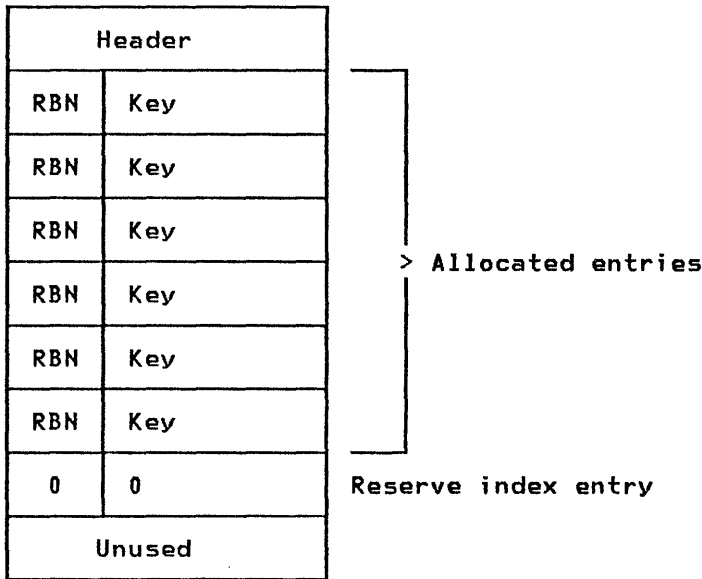 Header
RBN Key
RBN Key
RBN Key
RBN Key > Allocated entries
RBN Key
RBN Key
0 0 Reserve index entry
Unused